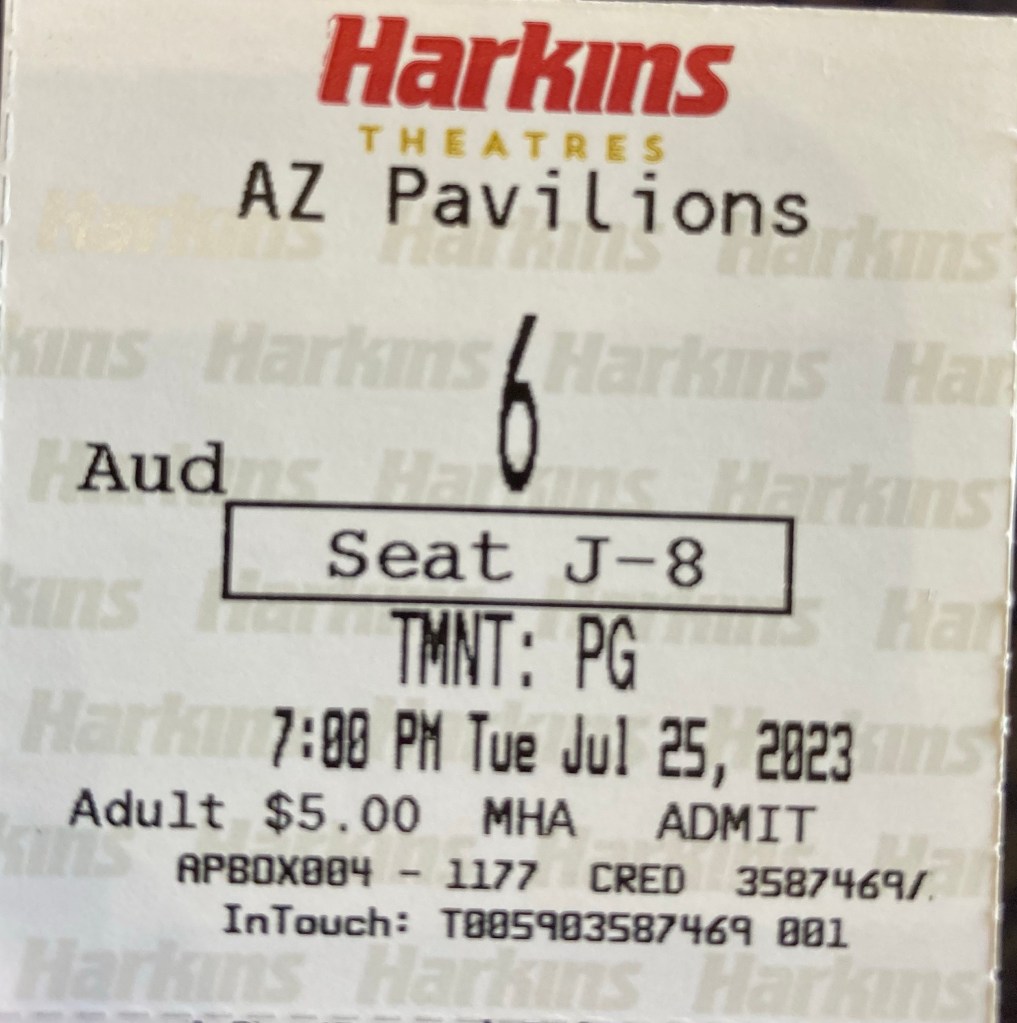 Harkins
THEATRES
AZ Pavilions
6
Aud
Seat J-8
TMNT: PG
7:00 PM Tue Jul 25, 2023
Adult $5.00 MHA ADMIT
APBOX004 - 1177 CRED 3587469/.
InTouch: T005903587469 001